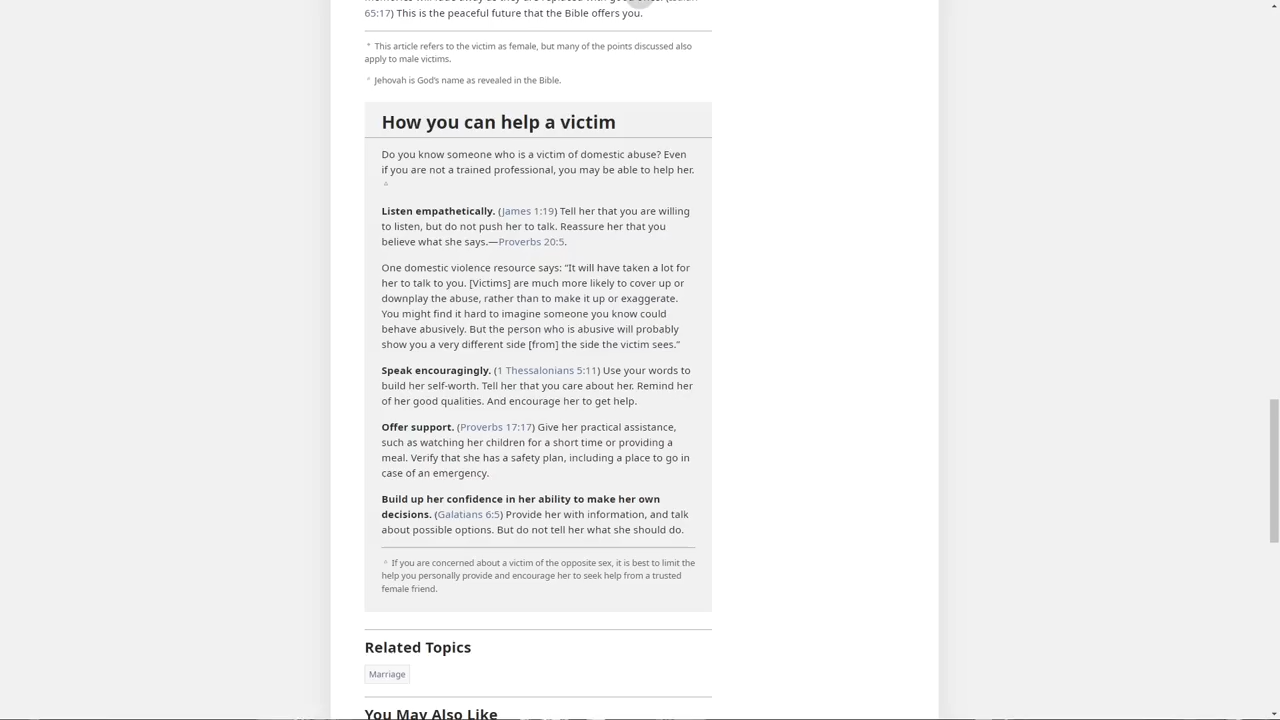 65:17) This is the peaceful future that the Bible offers you.
* This article refers to the victim as female, but many of the points discussed also
apply to male victims.
Jehovah is God's name as revealed in the Bible.
How you can help a victim
Do you know someone who is a victim of domestic abuse? Even
if you are not a trained professional, you may be able to help her.
Listen empathetically. (James 1:19) Tell her that you are willing
to listen, but do not push her to talk. Reassure her that you
believe what she says.—Proverbs 20:5.
One domestic violence resource says: "It will have taken a lot for
her to talk to you. [Victims] are much more likely to cover up or
downplay the abuse, rather than to make it up or exaggerate.
You might find it hard to imagine someone you know could
behave abusively. But the person who is abusive will probably
show you a very different side [from] the side the victim sees."
Speak encouragingly. (1 Thessalonians 5:11) Use your words to
build her self-worth. Tell her that you care about her. Remind her
of her good qualities. And encourage her to get help.
Offer support. (Proverbs 17:17) Give her practical assistance,
such as watching her children for a short time or providing a
meal. Verify that she has a safety plan, including a place to go in
case of an emergency.
Build up her confidence in her ability to make her own
decisions. (Galatians 6:5) Provide her with information, and talk
about possible options. But do not tell her what she should do.
^ If you are concerned about a victim of the opposite sex, it is best to limit the
help you personally provide and encourage her to seek help from a trusted
female friend.
Related Topics
Marriage
You May Also Like